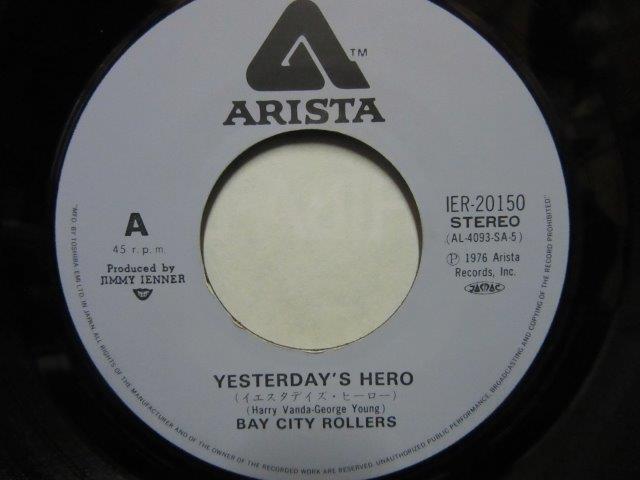 TM
ARISTA
A
45 r.p.m.
Produced by
JIMMY IENNER
IER-20150
STEREO
(AL-4093-SA-5)
Ⓟ 1976 Arista
Records, Inc.
JASRAC
YESTERDAY'S HERO
(イエスタデイズ・ヒーロー)
(Harry Vanda-George Young)
BAY CITY ROLLERS
"MFD. BY TOSHIBA EMI LTD. IN JAPAN ALL RIGHTS OF THE MANUFACTURER AND OF THE OWNER OF THE RECORDED WORK ARE RESERVED. UNAUTHORIZED PUBLIC PERFORMANCE, BROADCASTING AND COPYING OF THE RECORD PROHIBITED"